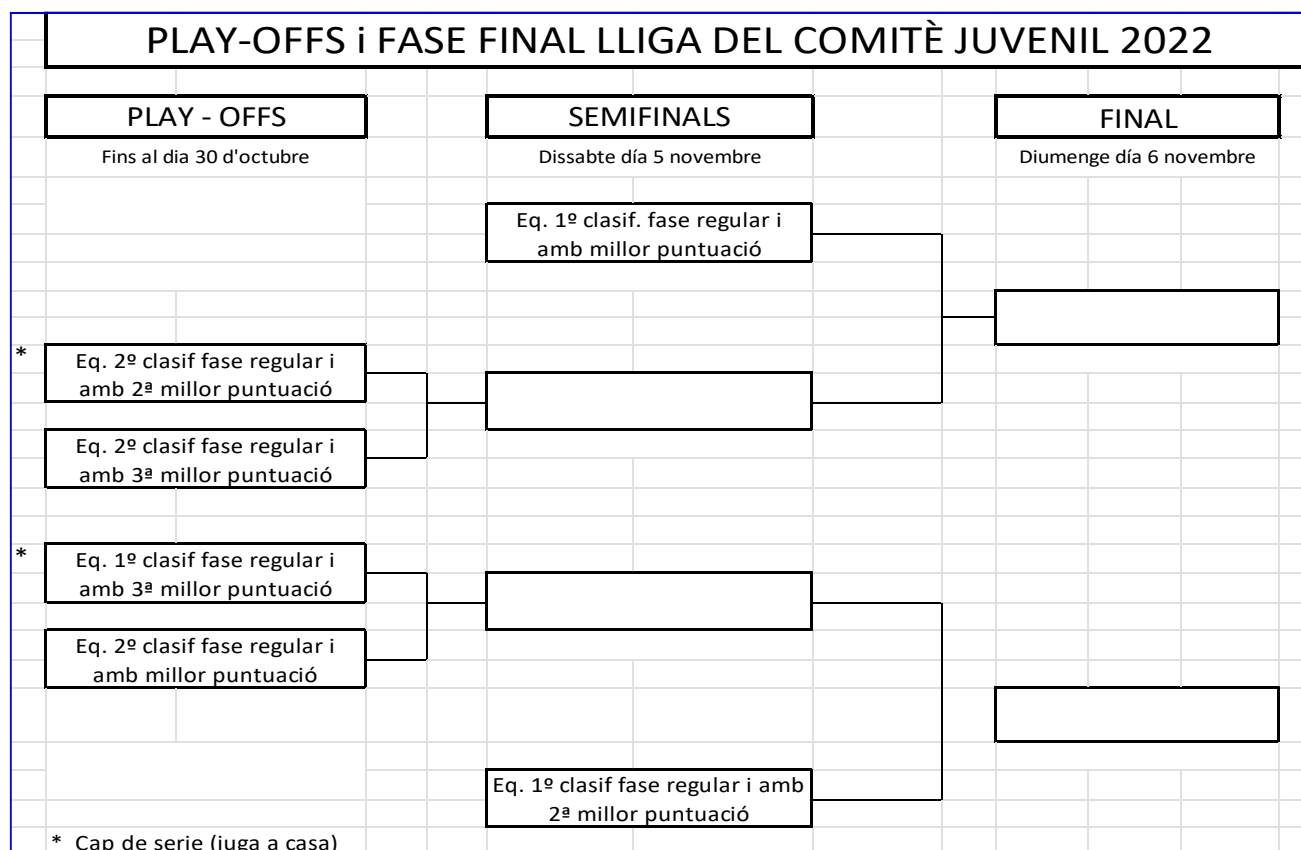 PLAY-OFFS i FASE FINAL LLIGA DEL COMITÈ JUVENIL 2022
PLAY - OFFS
SEMIFINALS
FINAL
Fins al dia 30 d'octubre
Dissabte día 5 novembre
Diumenge día 6 novembre
Eq. 1º clasif. fase regular i
amb millor puntuació
*
Eq. 2º clasif fase regular i
amb 2ª millor puntuació
Eq. 2º clasif fase regular i
amb 3ª millor puntuació
*
Eq. 1º clasif fase regular i
amb 3ª millor puntuació
Eq. 2º clasif fase regular i
amb millor puntuació
Eq. 1º clasif fase regular i amb
2ª millor puntuació
* Cap de serie (juga a casa)